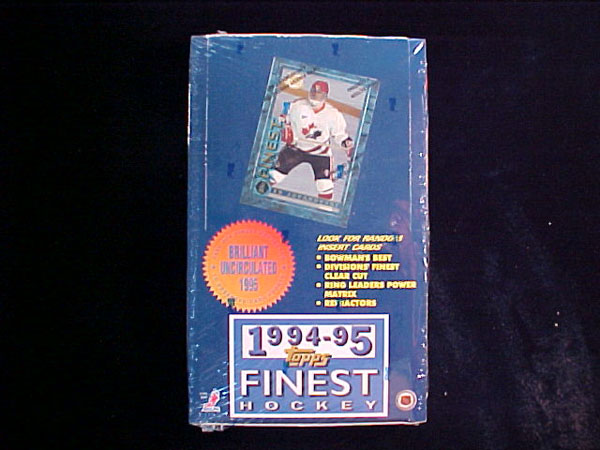 FINEST
BRILLIANT
UNCIRCULATED
1995
LOOK FOR RANDOM
INSERT CARDS
• BOWMAN'S BEST
• DIVISIONS' FINEST
CLEAR CUT
• RING LEADERS POWER
MATRIX
• REFRACTORS
1994-95
Topps
FINEST
HOCKEY